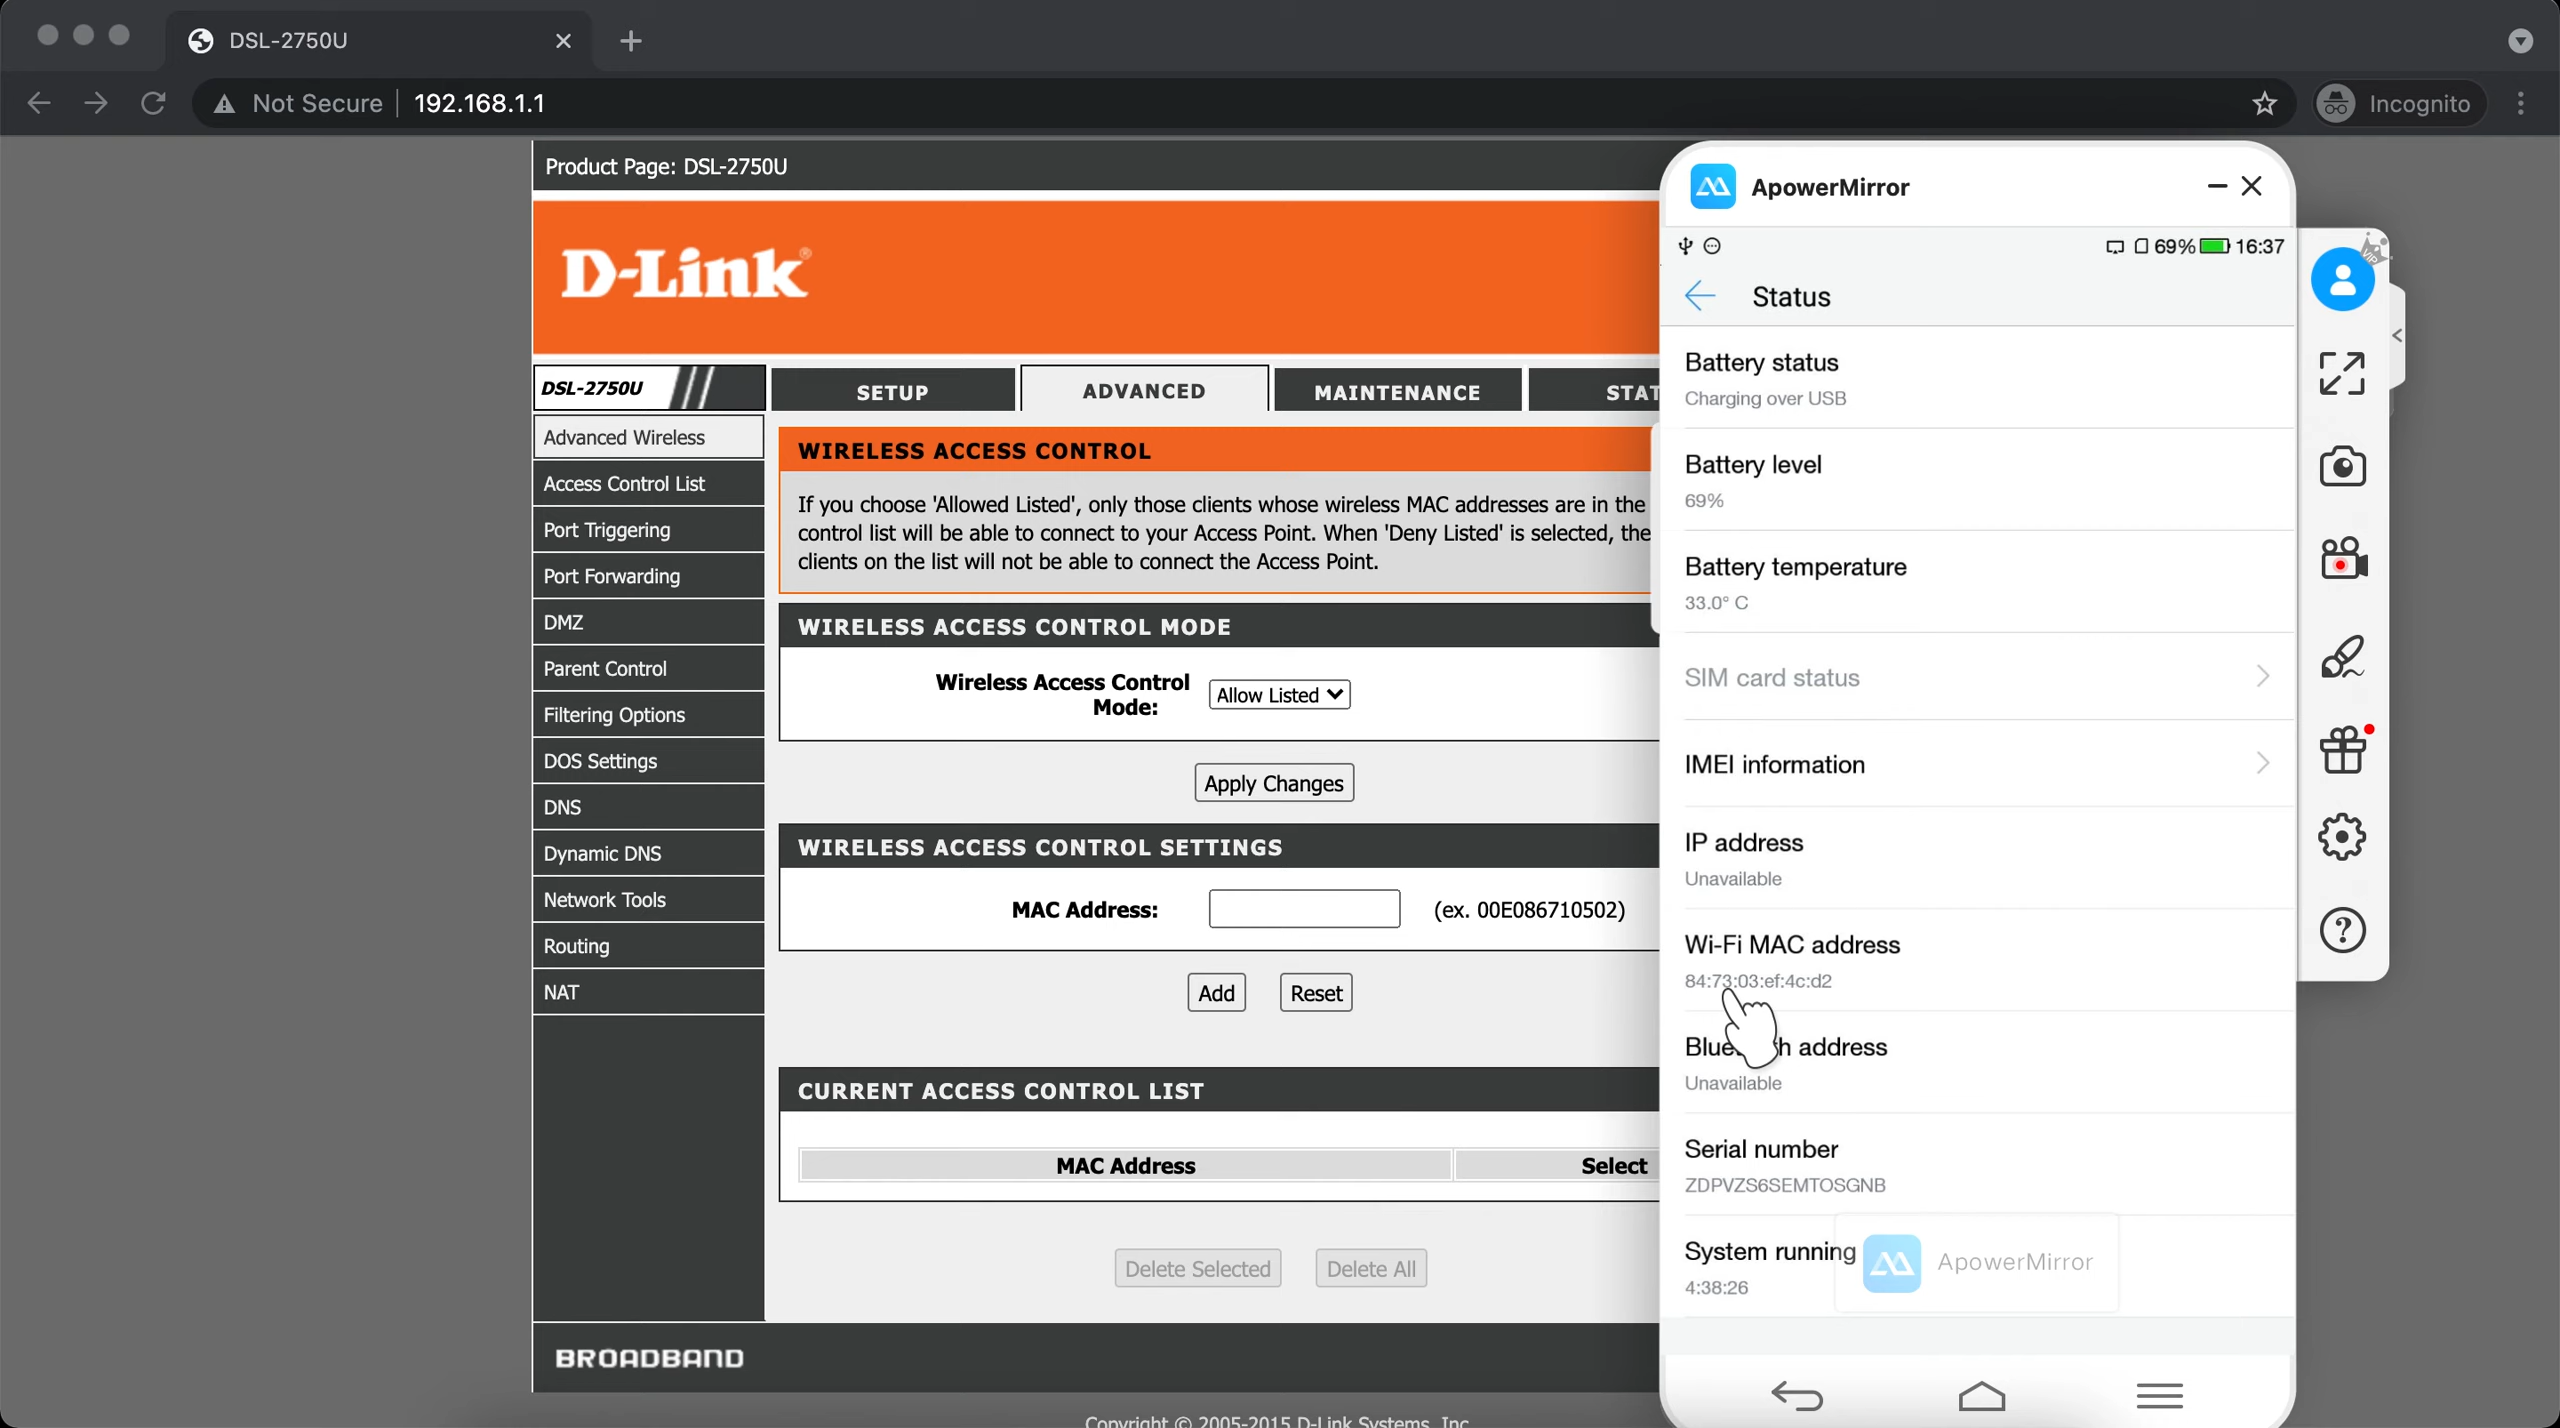 DSL-2750U
Not Secure
192.168.1.1
Incognito
Product Page: DSL-2750U
D-Link®
DSL-2750U
SETUP
ADVANCED
MAINTENANCE
STAT
Advanced Wireless
Access Control List
Port Triggering
Port Forwarding
DMZ
Parent Control
Filtering Options
DOS Settings
DNS
Dynamic DNS
Network Tools
Routing
NAT
WIRELESS ACCESS CONTROL
If you choose 'Allowed Listed', only those clients whose wireless MAC addresses are in the
control list will be able to connect to your Access Point. When 'Deny Listed' is selected, the
clients on the list will not be able to connect the Access Point.
WIRELESS ACCESS CONTROL MODE
Wireless Access Control
Mode:
Allow Listed
Apply Changes
WIRELESS ACCESS CONTROL SETTINGS
MAC Address:
(ex. 00E086710502)
Add
Reset
CURRENT ACCESS CONTROL LIST
MAC Address
Select
Delete Selected
Delete All
BROADBAND
Copyright © 2005-2015 D-Link Systems, Inc
ApowerMirror
69%
16:37
VIP
Status
Battery status
Charging over USB
Battery level
69%
Battery temperature
33.0° C
SIM card status
IMEI information
IP address
Unavailable
Wi-Fi MAC address
84:73:03:ef:4c:d2
address
Unavailable
Serial number
ZDPVZS6SEMTOSGNB
System running
4:38:26
ApowerMirror